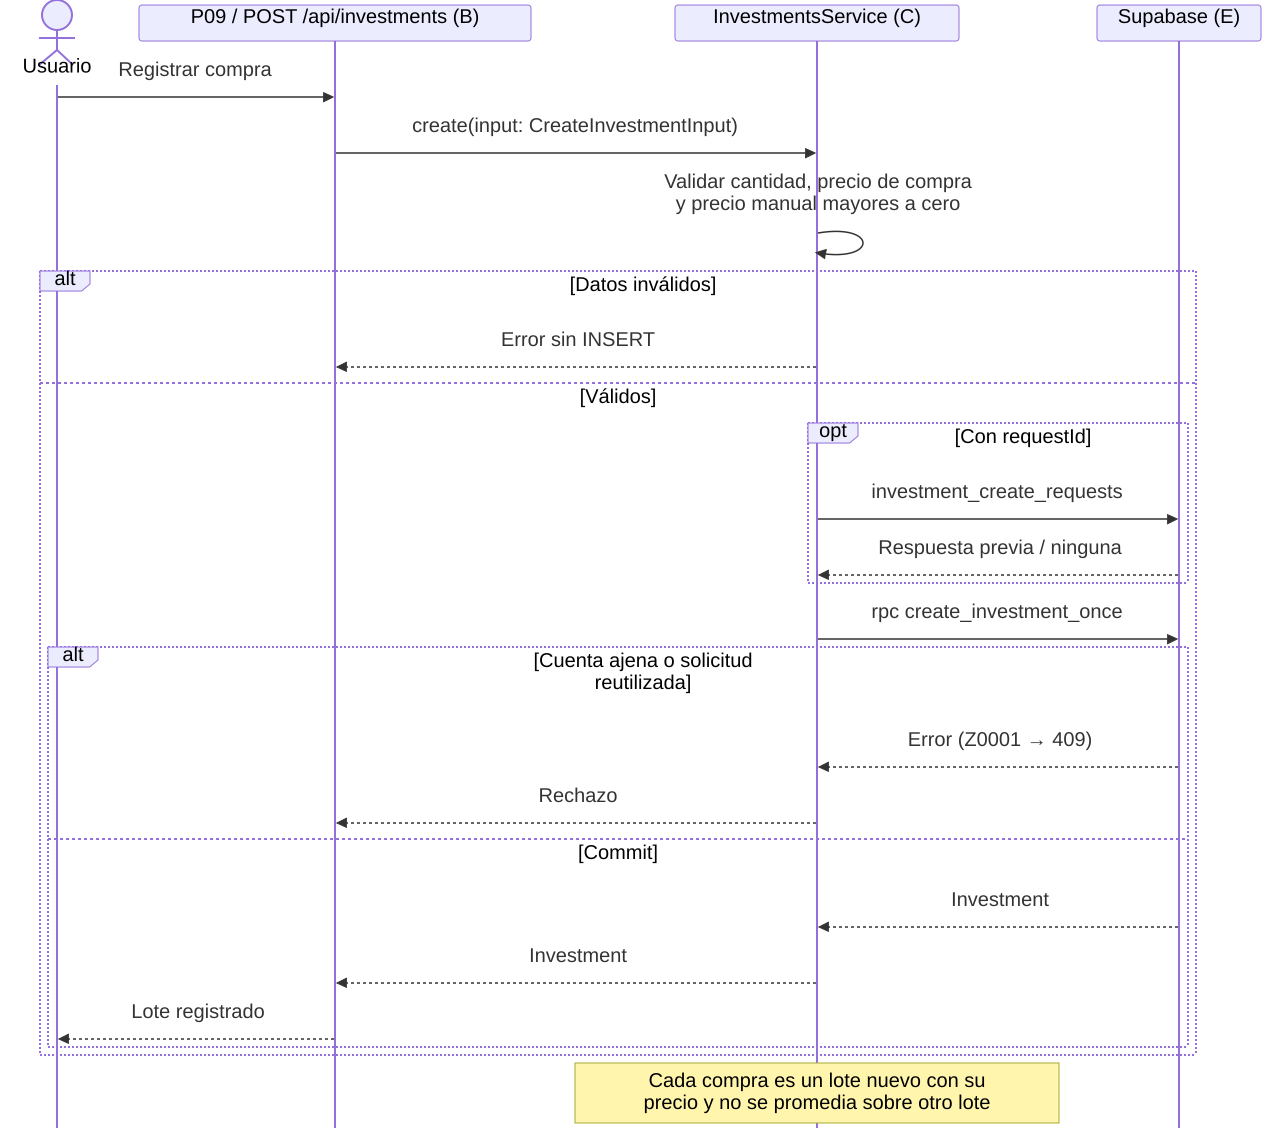 Usuario
P09 / POST /api/investments (B)
InvestmentsService (C)
Supabase (E)
Registrar compra
create(input: CreateInvestmentInput)
Validar cantidad, precio de compra
y precio manual mayores a cero
alt
[Datos inválidos]
Error sin INSERT
[Válidos]
opt
[Con requestId]
investment_create_requests
Respuesta previa / ninguna
rpc create_investment_once
alt
[Cuenta ajena o solicitud
reutilizada]
Error (Z0001 → 409)
Rechazo
[Commit]
Investment
Investment
Lote registrado
Cada compra es un lote nuevo con su
precio y no se promedia sobre otro lote